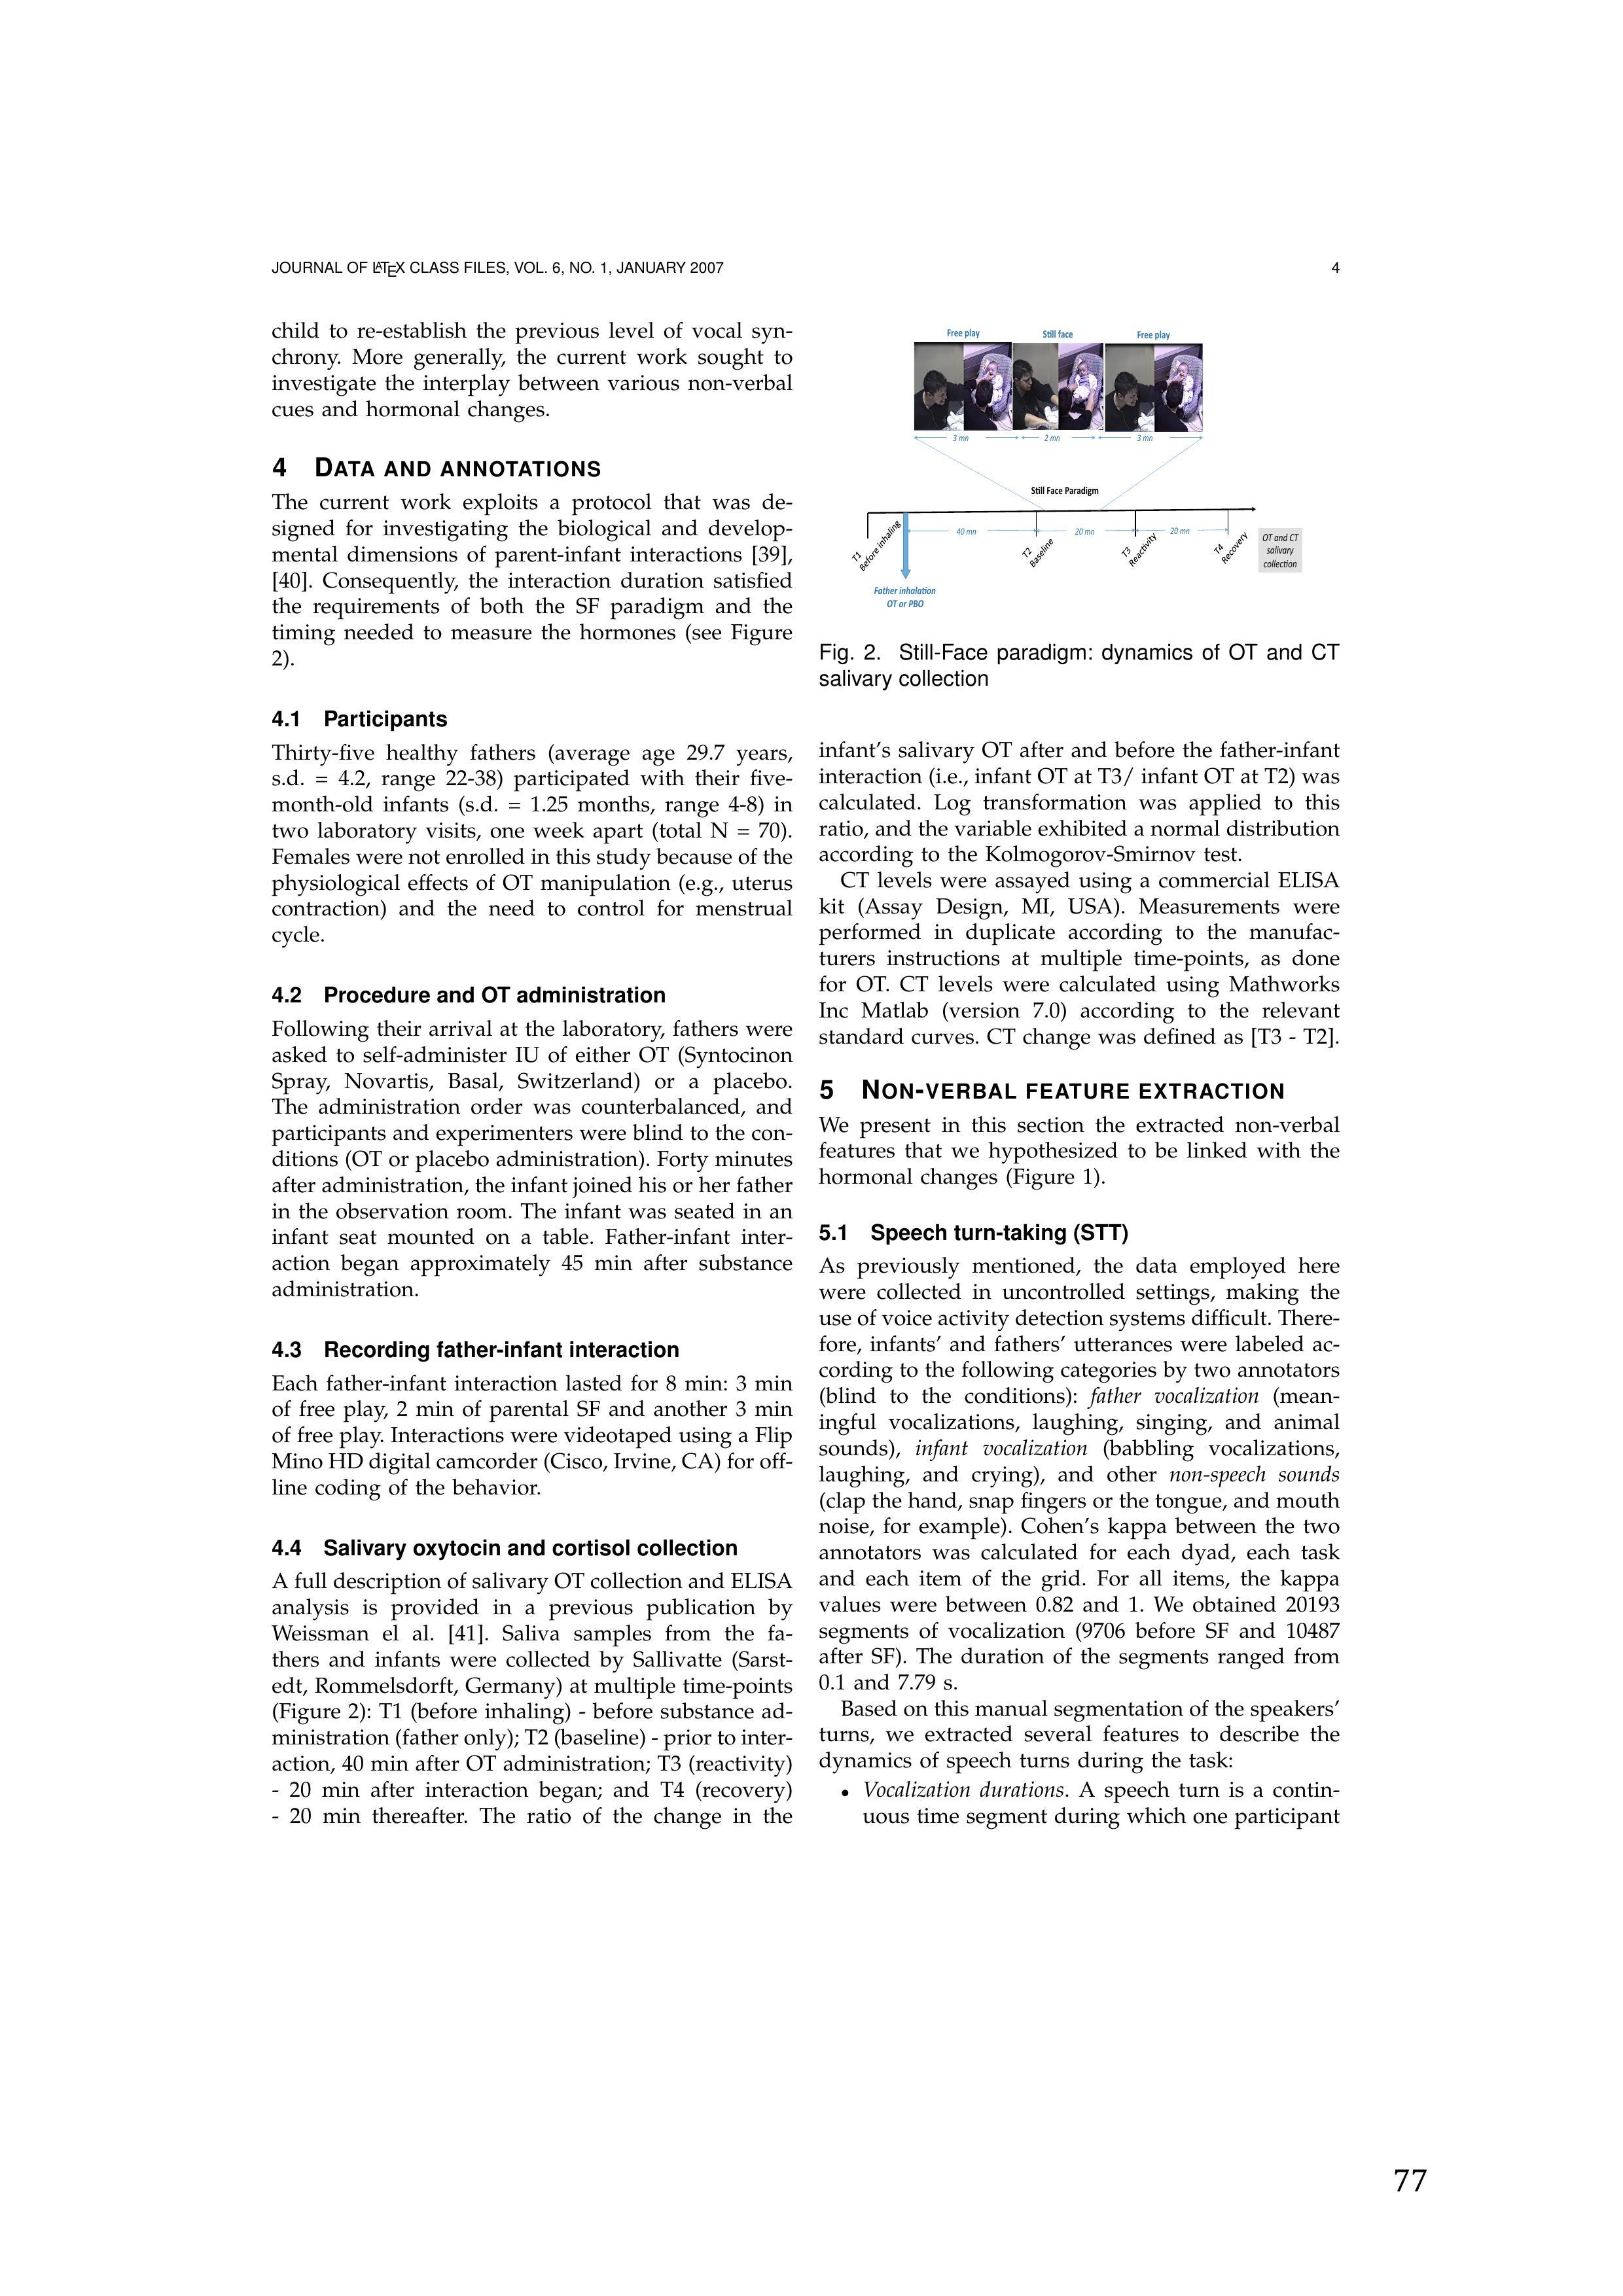 JOURNAL OF LATEX CLASS FILES, VOL. 6, NO. 1, JANUARY 2007
4
child to re-establish the previous level of vocal syn-
chrony. More generally, the current work sought to
investigate the interplay between various non-verbal
cues and hormonal changes.
4 DATA AND ANNOTATIONS
The current work exploits a protocol that was de-
signed for investigating the biological and develop-
mental dimensions of parent-infant interactions [39],
[40]. Consequently, the interaction duration satisfied
the requirements of both the SF paradigm and the
timing needed to measure the hormones (see Figure
2).
4.1 Participants
Thirty-five healthy fathers (average age 29.7 years,
s.d. = 4.2, range 22-38) participated with their five-
month-old infants (s.d. = 1.25 months, range 4-8) in
two laboratory visits, one week apart (total N = 70).
Females were not enrolled in this study because of the
physiological effects of OT manipulation (e.g., uterus
contraction) and the need to control for menstrual
cycle.
4.2 Procedure and OT administration
Following their arrival at the laboratory, fathers were
asked to self-administer IU of either OT (Syntocinon
Spray, Novartis, Basal, Switzerland) or a placebo.
The administration order was counterbalanced, and
participants and experimenters were blind to the con-
ditions (OT or placebo administration). Forty minutes
after administration, the infant joined his or her father
in the observation room. The infant was seated in an
infant seat mounted on a table. Father-infant inter-
action began approximately 45 min after substance
administration.
4.3 Recording father-infant interaction
Each father-infant interaction lasted for 8 min: 3 min
of free play, 2 min of parental SF and another 3 min
of free play. Interactions were videotaped using a Flip
Mino HD digital camcorder (Cisco, Irvine, CA) for off-
line coding of the behavior.
4.4 Salivary oxytocin and cortisol collection
A full description of salivary OT collection and ELISA
analysis is provided in a previous publication by
Weissman el al. [41]. Saliva samples from the fa-
thers and infants were collected by Sallivatte (Sarst-
edt, Rommelsdorft, Germany) at multiple time-points
(Figure 2): T1 (before inhaling) - before substance ad-
ministration (father only); T2 (baseline) - prior to inter-
action, 40 min after OT administration; T3 (reactivity)
- 20 min after interaction began; and T4 (recovery)
- 20 min thereafter. The ratio of the change in the
Free play
Still face
Free play
3 mn
2 mn
3 mn
Still Face Paradigm
40 mn
20 mn
20 mn
T1
Before inhaling
T2
Baseline
T3
Reactivity
T4
Recovery
OT and CT
salivary
collection
Father inhalation
OT or PBO
Fig. 2. Still-Face paradigm: dynamics of OT and CT
salivary collection
infant's salivary OT after and before the father-infant
interaction (i.e., infant OT at T3/ infant OT at T2) was
calculated. Log transformation was applied to this
ratio, and the variable exhibited a normal distribution
according to the Kolmogorov-Smirnov test.
CT levels were assayed using a commercial ELISA
kit (Assay Design, MI, USA). Measurements were
performed in duplicate according to the manufac-
turers instructions at multiple time-points, as done
for OT. CT levels were calculated using Mathworks
Inc Matlab (version 7.0) according to the relevant
standard curves. CT change was defined as [T3 - T2].
5 NON-VERBAL FEATURE EXTRACTION
We present in this section the extracted non-verbal
features that we hypothesized to be linked with the
hormonal changes (Figure 1).
5.1 Speech turn-taking (STT)
As previously mentioned, the data employed here
were collected in uncontrolled settings, making the
use of voice activity detection systems difficult. There-
fore, infants' and fathers' utterances were labeled ac-
cording to the following categories by two annotators
(blind to the conditions): father vocalization (mean-
ingful vocalizations, laughing, singing, and animal
sounds), infant vocalization (babbling vocalizations,
laughing, and crying), and other non-speech sounds
(clap the hand, snap fingers or the tongue, and mouth
noise, for example). Cohen's kappa between the two
annotators was calculated for each dyad, each task
and each item of the grid. For all items, the kappa
values were between 0.82 and 1. We obtained 20193
segments of vocalization (9706 before SF and 10487
after SF). The duration of the segments ranged from
0.1 and 7.79 s.
Based on this manual segmentation of the speakers'
turns, we extracted several features to describe the
dynamics of speech turns during the task:
• Vocalization durations. A speech turn is a contin-
uous time segment during which one participant
77